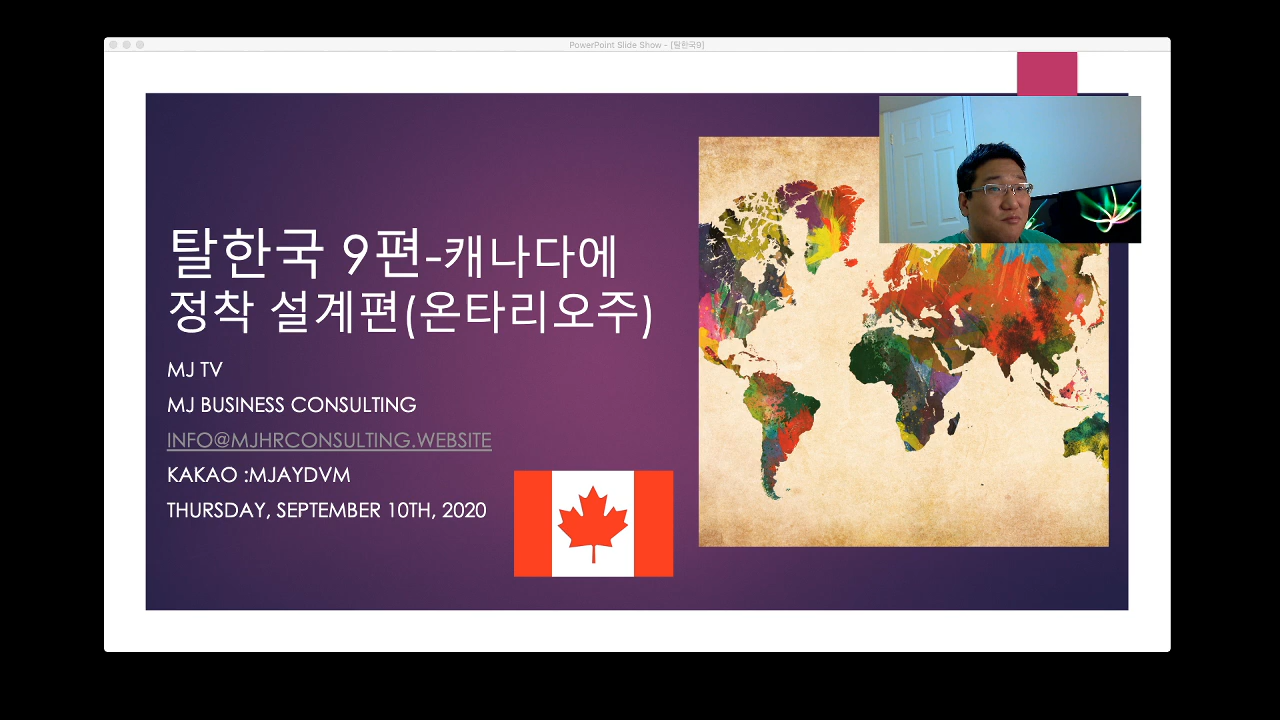 PowerPoint Slide Show - [탈한국9]
탈한국 9편-캐나다에
정착 설계편(온타리오주)
MJ TV
MJ BUSINESS CONSULTING
INFO@MJHRCONSULTING.WEBSITE
KAKAO :MJAYDVM
THURSDAY, SEPTEMBER 10TH, 2020